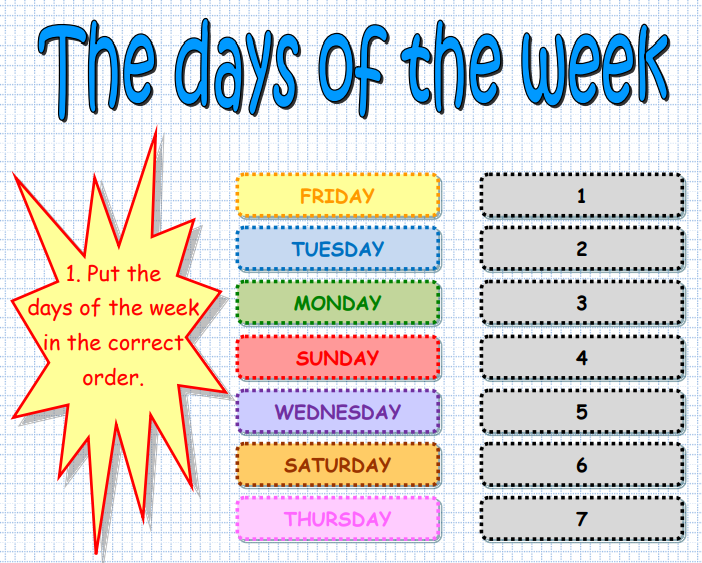 The days of the week
1. Put the
days of the week
in the correct
order.
FRIDAY 1
TUESDAY 2
MONDAY 3
SUNDAY 4
WEDNESDAY 5
SATURDAY 6
THURSDAY 7